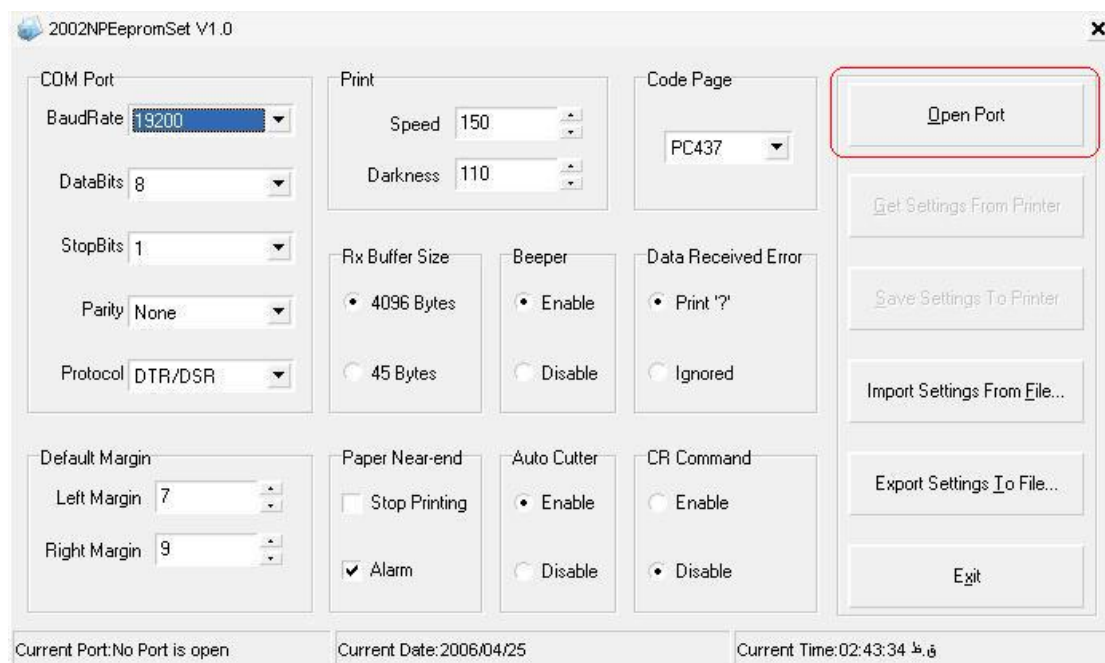 2002NPEepromSet V1.0
COM Port
BaudRate 19200
DataBits 8
StopBits 1
Parity None
Protocol DTR/DSR
Print
Speed 150
Darkness 110
Code Page
PC437
Rx Buffer Size
4096 Bytes
45 Bytes
Beeper
Enable
Disable
Data Received Error
Print '?'
Ignored
Default Margin
Left Margin 7
Right Margin 9
Paper Near-end
Stop Printing
Alarm
Auto Cutter
Enable
Disable
CR Command
Enable
Disable
Open Port
Get Settings From Printer
Save Settings To Printer
Import Settings From File...
Export Settings To File...
Exit
Current Port:No Port is open
Current Date:2006/04/25
Current Time:02:43:34 ق.ظ